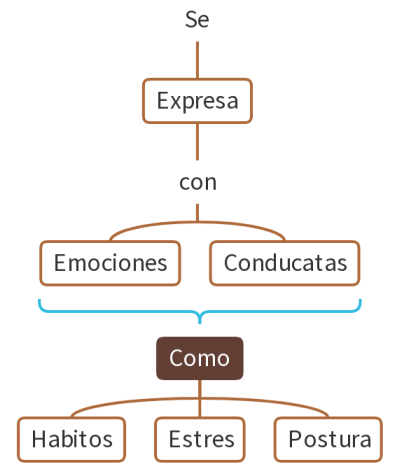 Se
Expresa
con
Emociones Conducatas
Como
Habitos Estres Postura